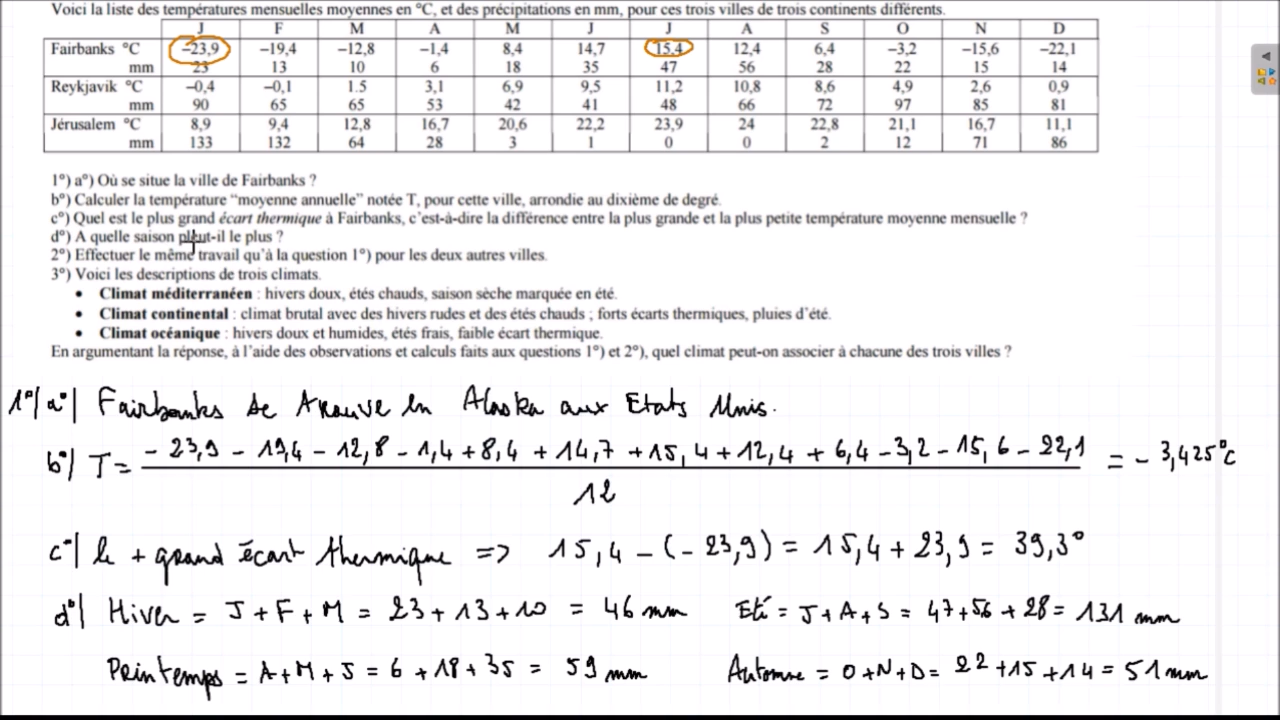 Voici la liste des températures mensuelles moyennes en °C, et des précipitations en mm, pour ces trois villes de trois continents différents.
J F M A M J J A S O N D
Fairbanks °C –23,9 –19,4 –12,8 –1,4 8,4 14,7 15,4 12,4 6,4 –3,2 –15,6 –22,1
mm 23 13 10 6 18 35 47 56 28 22 15 14
Reykjavik °C –0,4 –0,1 1.5 3,1 6,9 9,5 11,2 10,8 8,6 4,9 2,6 0,9
mm 90 65 65 53 42 41 48 66 72 97 85 81
Jérusalem °C 8,9 9,4 12,8 16,7 20,6 22,2 23,9 24 22,8 21,1 16,7 11,1
mm 133 132 64 28 3 1 0 0 2 12 71 86
1°) a°) Où se situe la ville de Fairbanks ?
b°) Calculer la température “moyenne annuelle” notée T, pour cette ville, arrondie au dixième de degré.
c°) Quel est le plus grand écart thermique à Fairbanks, c’est-à-dire la différence entre la plus grande et la plus petite température moyenne mensuelle ?
d°) A quelle saison pleut-il le plus ?
2°) Effectuer le même travail qu’à la question 1°) pour les deux autres villes.
3°) Voici les descriptions de trois climats.
• Climat méditerranéen : hivers doux, étés chauds, saison sèche marquée en été.
• Climat continental : climat brutal avec des hivers rudes et des étés chauds ; forts écarts thermiques, pluies d’été.
• Climat océanique : hivers doux et humides, étés frais, faible écart thermique.
En argumentant la réponse, à l’aide des observations et calculs faits aux questions 1°) et 2°), quel climat peut-on associer à chacune des trois villes ?
1°/ a°/ Fairbanks se trouve en Alaska aux Etats Unis.
b°/ T = (- 23,9 - 19,4 - 12,8 - 1,4 + 8,4 + 14,7 + 15,4 + 12,4 + 6,4 - 3,2 - 15,6 - 22,1) / 12 = - 3,425°C
c°/ le + grand écart thermique => 15,4 - (- 23,9) = 15,4 + 23,9 = 39,3°
d°/ Hiver = J + F + M = 23 + 13 + 10 = 46 mm Eté = J + A + S = 47 + 56 + 28 = 131 mm
Printemps = A + M + J = 6 + 18 + 35 = 59 mm Automne = O + N + D = 22 + 15 + 14 = 51 mm